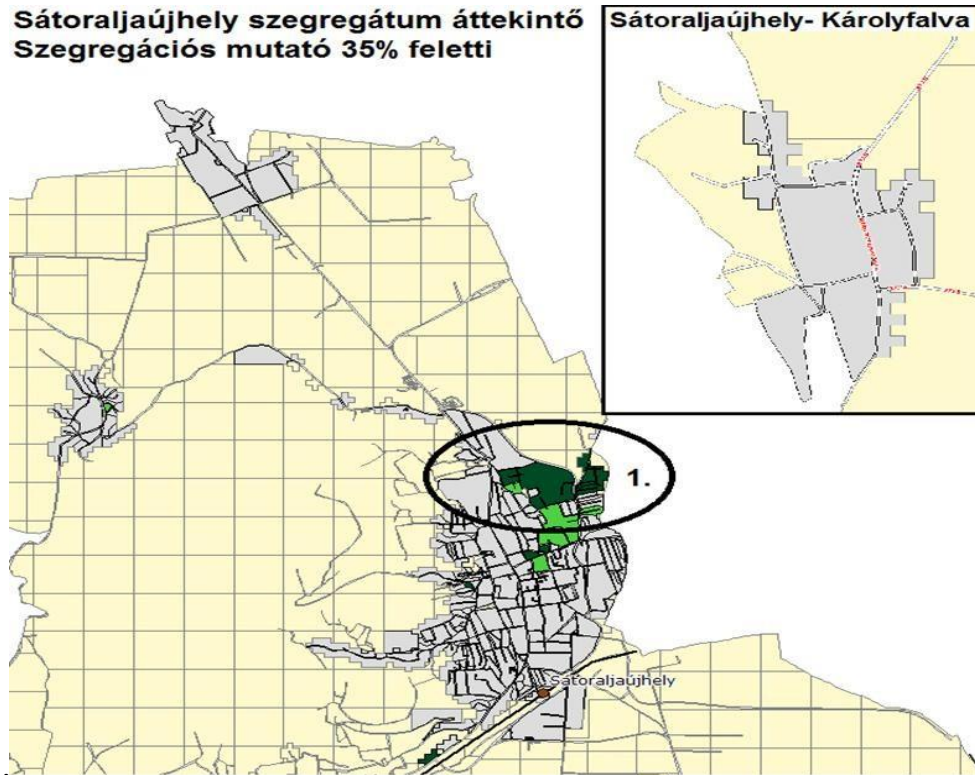 Sátoraljaújhely szegregátum áttekintő
Szegregációs mutató 35% feletti
Sátoraljaújhely- Károlyfalva
1.
Sátoraljaújhely